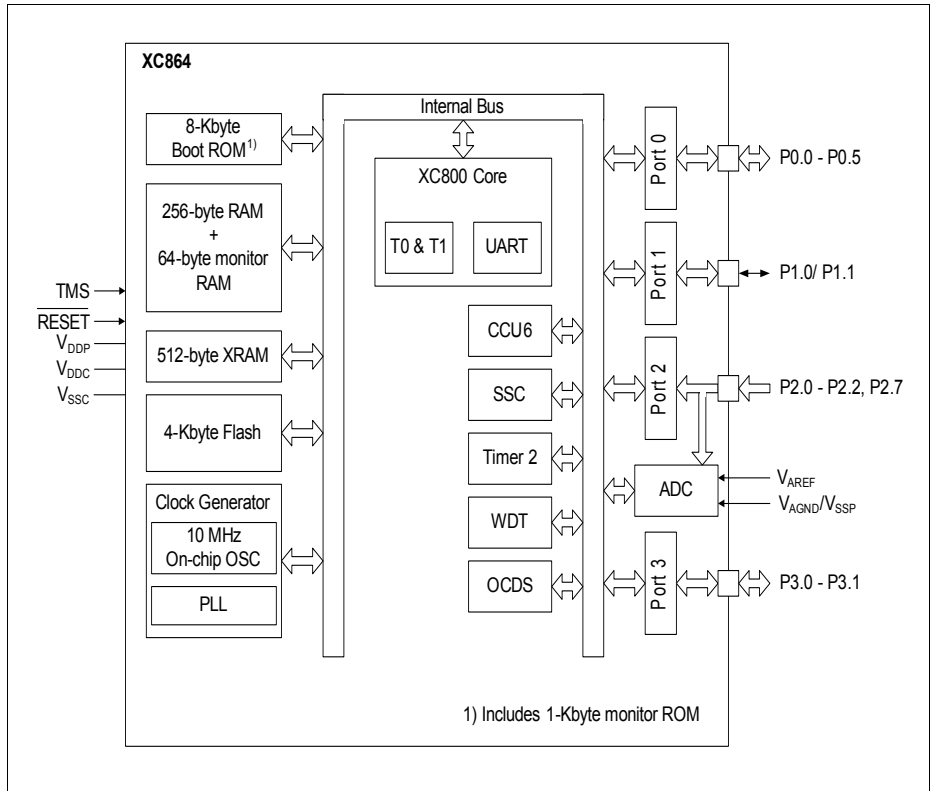 XC864
Internal Bus
8-Kbyte
Boot ROM1)
256-byte RAM
+
64-byte monitor
RAM
512-byte XRAM
4-Kbyte Flash
Clock Generator
10 MHz
On-chip OSC
PLL
TMS
RESET
VDDP
VDDC
VSSC
XC800 Core
T0 & T1
UART
CCU6
SSC
Timer 2
WDT
OCDS
Port 0
P0.0 - P0.5
Port 1
P1.0/ P1.1
Port 2
P2.0 - P2.2, P2.7
ADC
VAREF
VAGND/VSSP
Port 3
P3.0 - P3.1
1) Includes 1-Kbyte monitor ROM